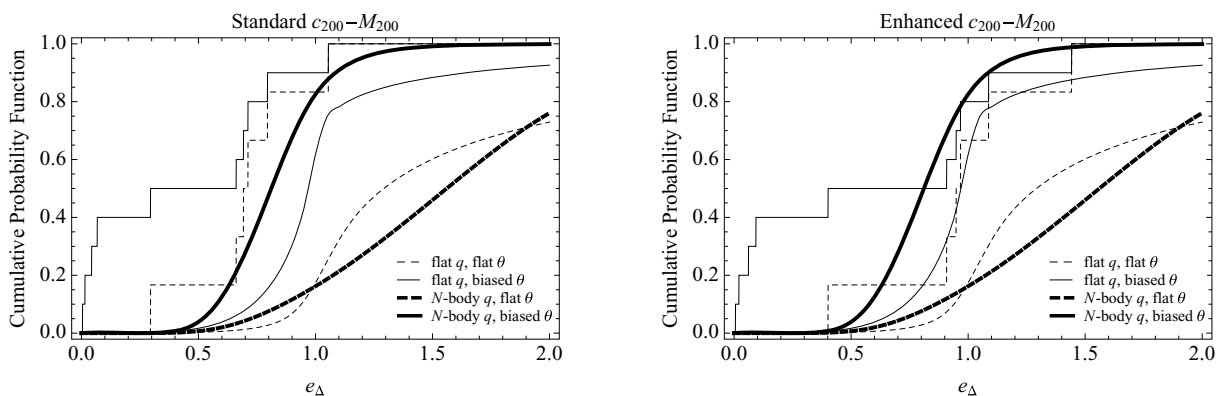 Standard c200−M200
Cumulative Probability Function
1.0
0.8
0.6
0.4
0.2
0.0
flat q, flat θ
flat q, biased θ
N-body q, flat θ
N-body q, biased θ
0.0 0.5 1.0 1.5 2.0
eΔ
Enhanced c200−M200
Cumulative Probability Function
1.0
0.8
0.6
0.4
0.2
0.0
flat q, flat θ
flat q, biased θ
N-body q, flat θ
N-body q, biased θ
0.0 0.5 1.0 1.5 2.0
eΔ